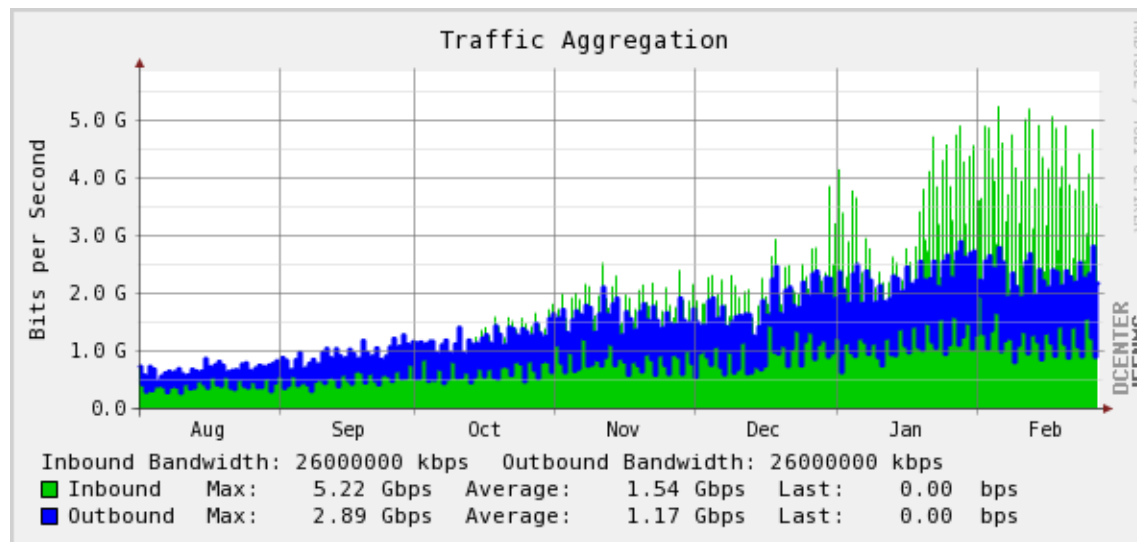 Traffic Aggregation
Bits per Second
5.0 G
4.0 G
3.0 G
2.0 G
1.0 G
0.0
Aug Sep Oct Nov Dec Jan Feb
Inbound Bandwidth: 26000000 kbps Outbound Bandwidth: 26000000 kbps
Inbound Max: 5.22 Gbps Average: 1.54 Gbps Last: 0.00 bps
Outbound Max: 2.89 Gbps Average: 1.17 Gbps Last: 0.00 bps
DCENTER